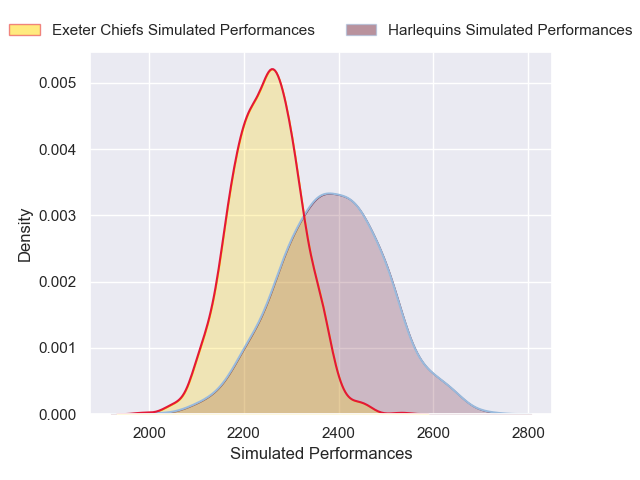 Exeter Chiefs Simulated Performances Harlequins Simulated Performances
0.005
0.004
0.003
0.002
0.001
0.000
Density
2000 2200 2400 2600 2800
Simulated Performances